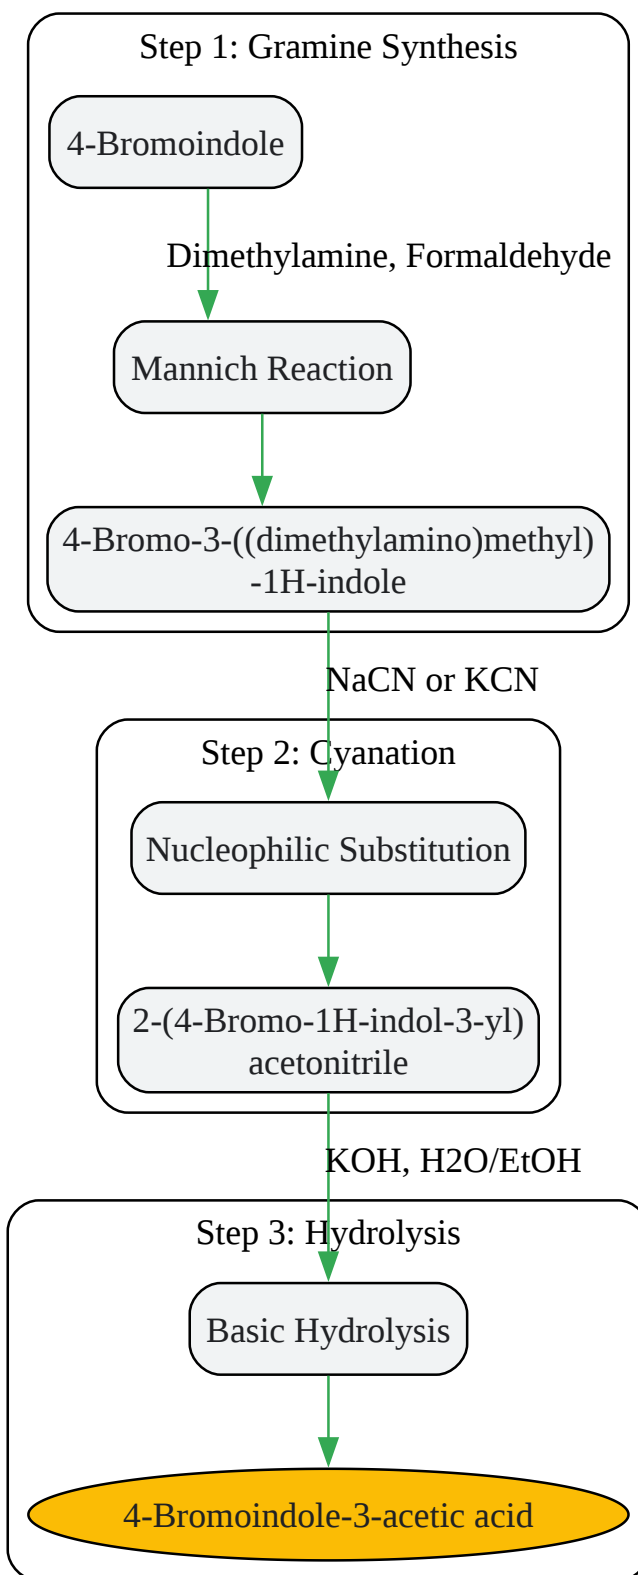 Step 1: Gramine Synthesis
4-Bromoindole
Dimethylamine, Formaldehyde
Mannich Reaction
4-Bromo-3-((dimethylamino)methyl)
-1H-indole
NaCN or KCN
Step 2: Cyanation
Nucleophilic Substitution
2-(4-Bromo-1H-indol-3-yl)
acetonitrile
KOH, H2O/EtOH
Step 3: Hydrolysis
Basic Hydrolysis
4-Bromoindole-3-acetic acid